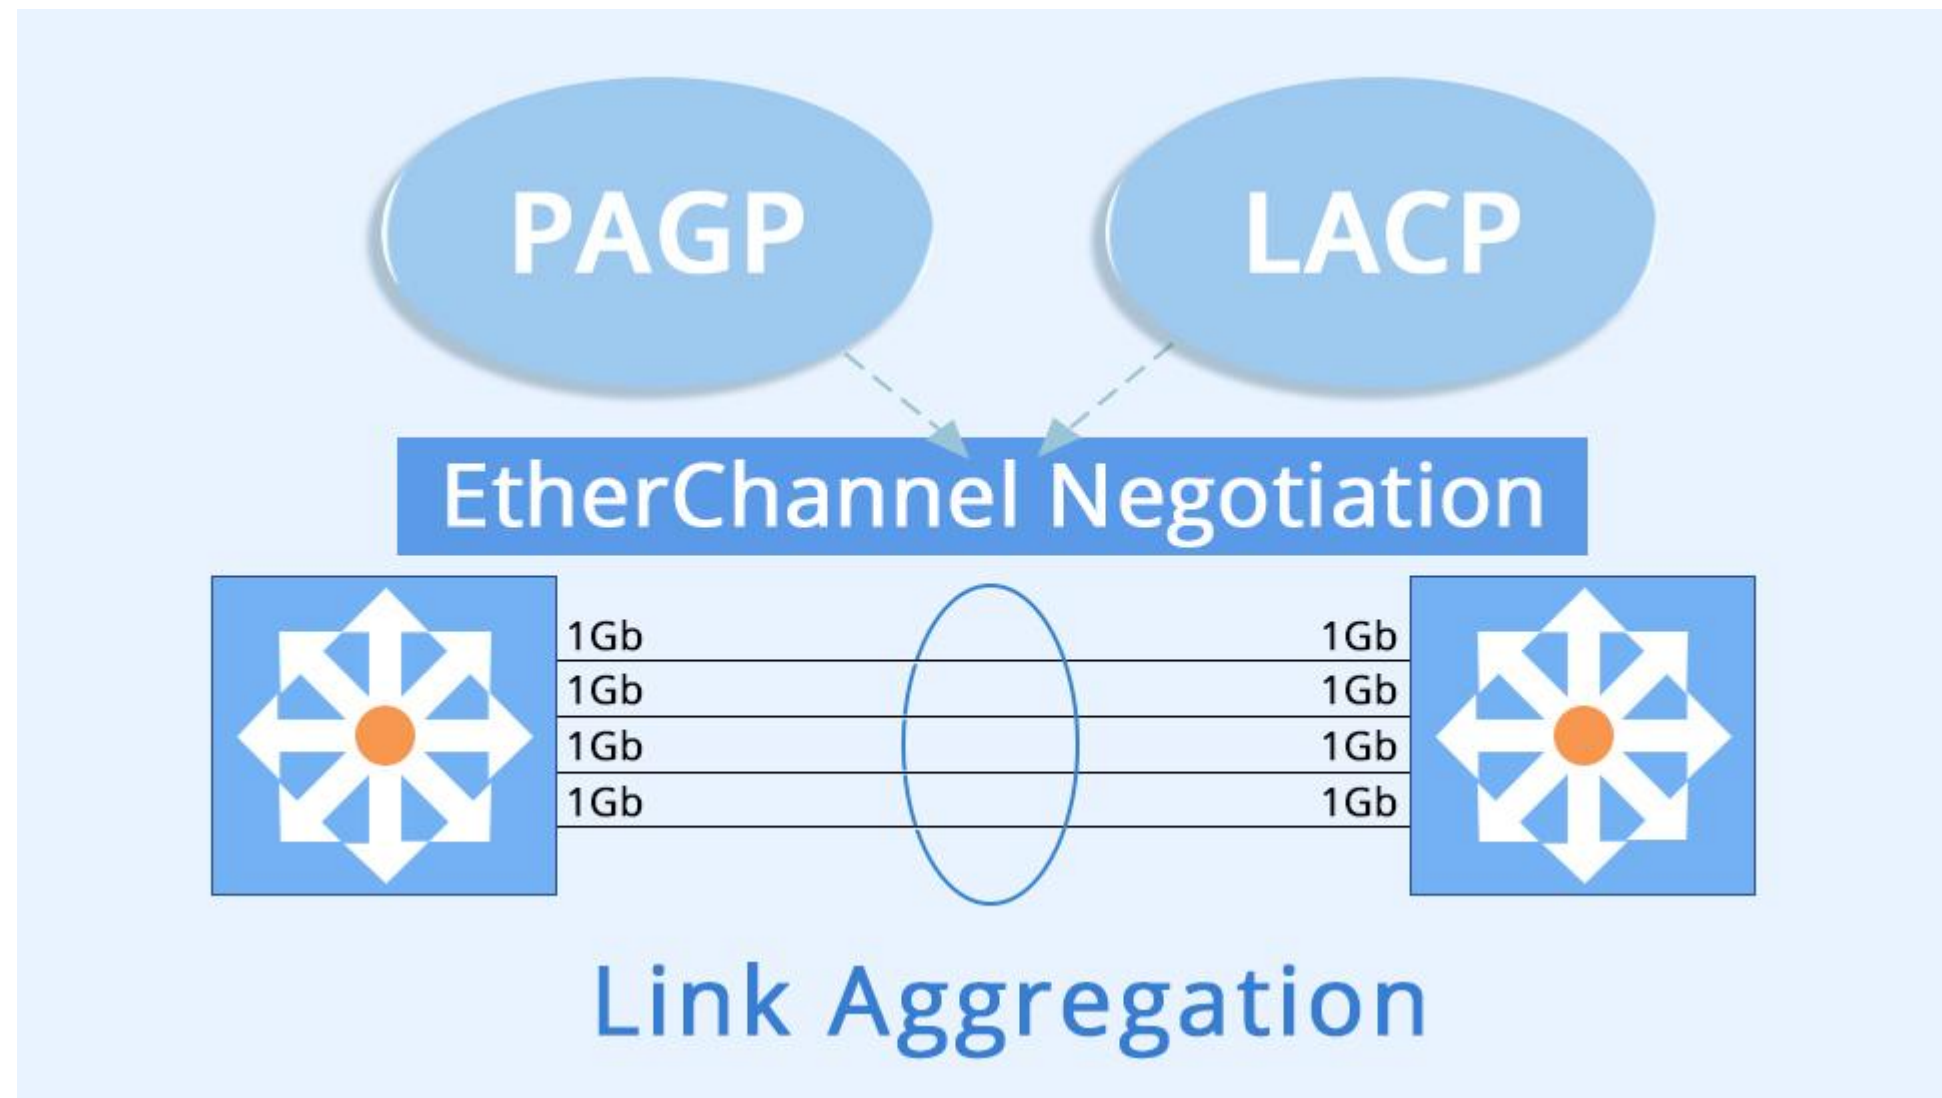 PAGP
LACP
EtherChannel Negotiation
1Gb 1Gb
1Gb 1Gb
1Gb 1Gb
1Gb 1Gb
Link Aggregation